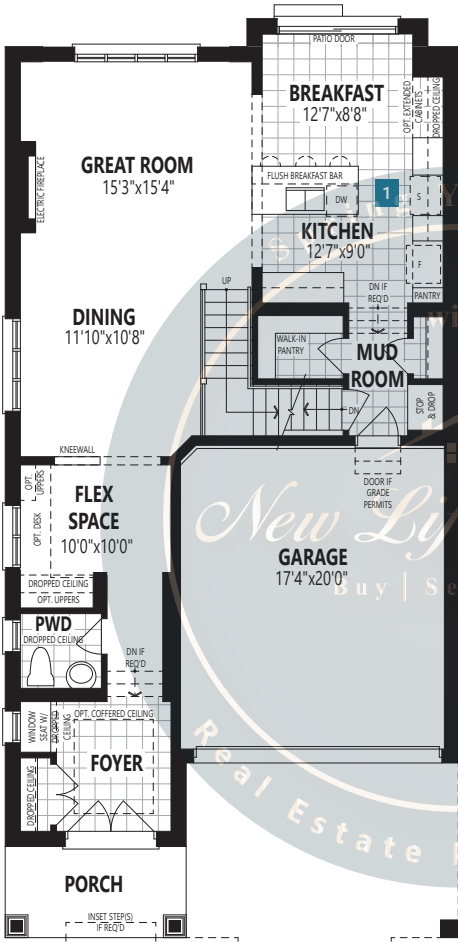 PATIO DOOR
BREAKFAST
12'7"x8'8"
OPT. EXTENDED
CABINETS
DROPPED CEILING
GREAT ROOM
15'3"x15'4"
ELECTRIC FIREPLACE
FLUSH BREAKFAST BAR
DW
1
S
KITCHEN
12'7"x9'0"
F
UP
DN IF
REQ'D
PANTRY
DINING
11'10"x10'8"
WALK-IN
PANTRY
MUD
ROOM
DN
STOP
& DROP
KNEEWALL
OPT.
UPPERS
OPT. DESK
FLEX
SPACE
10'0"x10'0"
DROPPED CEILING
OPT. UPPERS
DOOR IF
GRADE
PERMITS
New Li
GARAGE
17'4"x20'0"
Buy | Se
PWD
DROPPED CEILING
DN IF
REQ'D
WINDOW
SEAT W/
DROPPED
CEILING
OPT. COFFERED CEILING
FOYER
DROPPED CEILING
Real Estate
PORCH
INSET STEP(S)
IF REQ'D